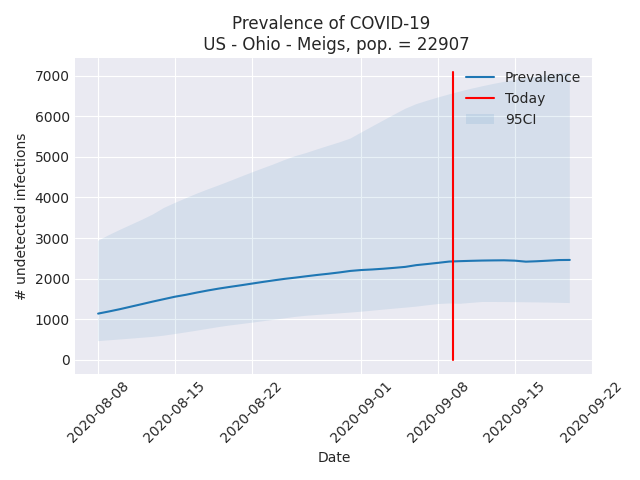 Prevalence of COVID-19
US - Ohio - Meigs, pop. = 22907
Prevalence
Today
95CI
# undetected infections
7000
6000
5000
4000
3000
2000
1000
0
2020-08-08
2020-08-15
2020-08-22
2020-09-01
2020-09-08
2020-09-15
2020-09-22
Date